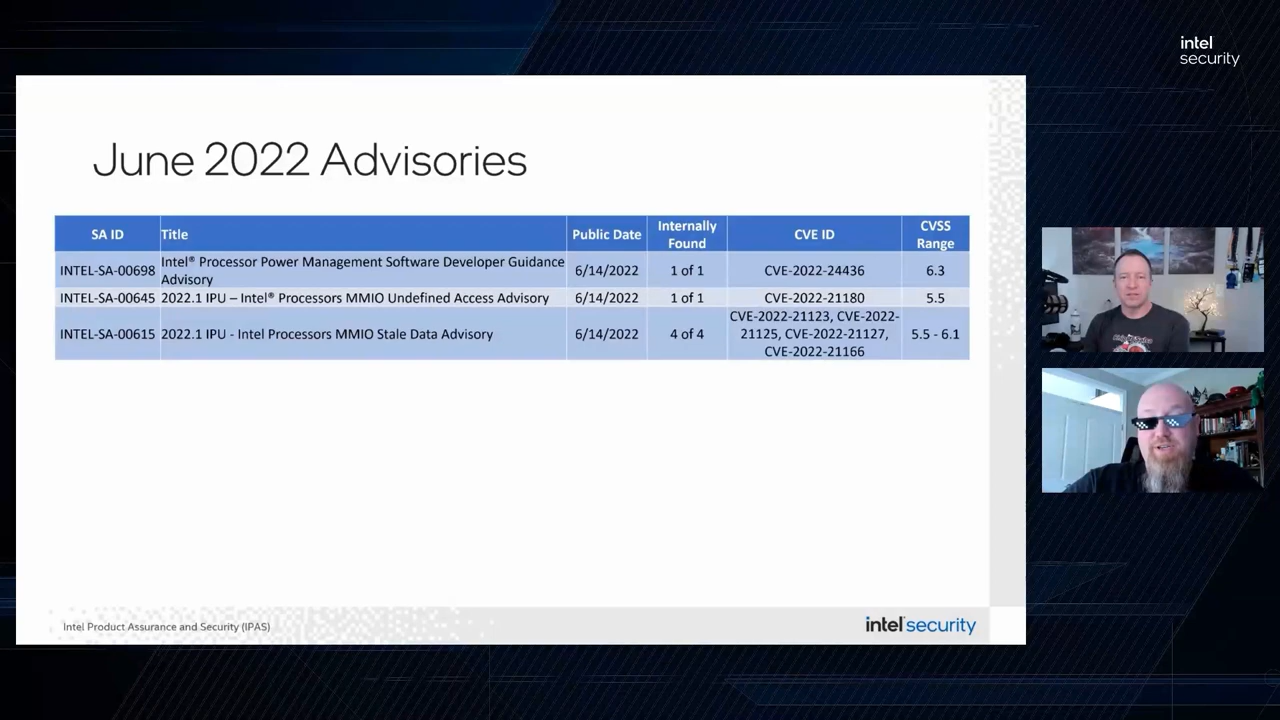 intel
security
June 2022 Advisories
SA ID Title Public Date Internally Found CVE ID CVSS Range
INTEL-SA-00698 Intel® Processor Power Management Software Developer Guidance Advisory 6/14/2022 1 of 1 CVE-2022-24436 6.3
INTEL-SA-00645 2022.1 IPU – Intel® Processors MMIO Undefined Access Advisory 6/14/2022 1 of 1 CVE-2022-21180 5.5
INTEL-SA-00615 2022.1 IPU - Intel Processors MMIO Stale Data Advisory 6/14/2022 4 of 4 CVE-2022-21123, CVE-2022-21125, CVE-2022-21127, CVE-2022-21166 5.5 - 6.1
Intel Product Assurance and Security (IPAS)
intel security